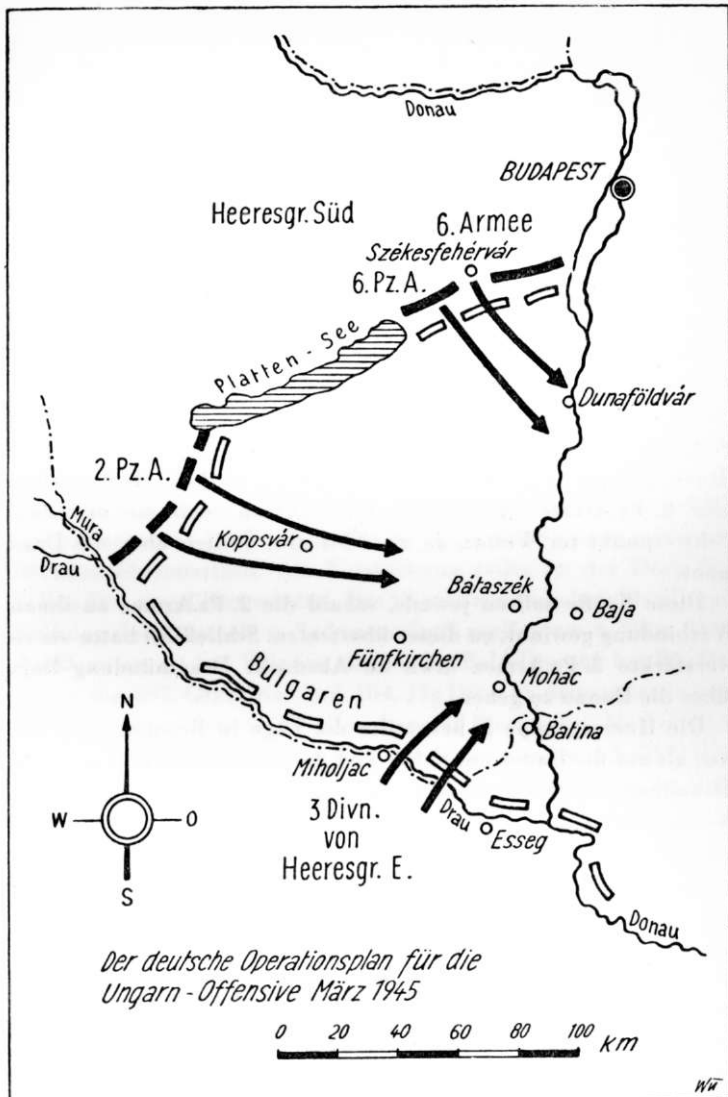 Donau
BUDAPEST
Heeresgr. Süd
6. Armee
Székesfehérvár
6. Pz. A.
Platten - See
Dunaföldvár
2. Pz. A.
Mura
Koposvár
Drau
Bátaszék
Baja
Fünfkirchen
Bulgaren
Mohác
N
Batina
Miholjac
W
O
3 Divn.
von
Heeresgr. E.
Drau
Esseg
S
Donau
Der deutsche Operationsplan für die
Ungarn - Offensive März 1945
0 20 40 60 80 100
km
Wü